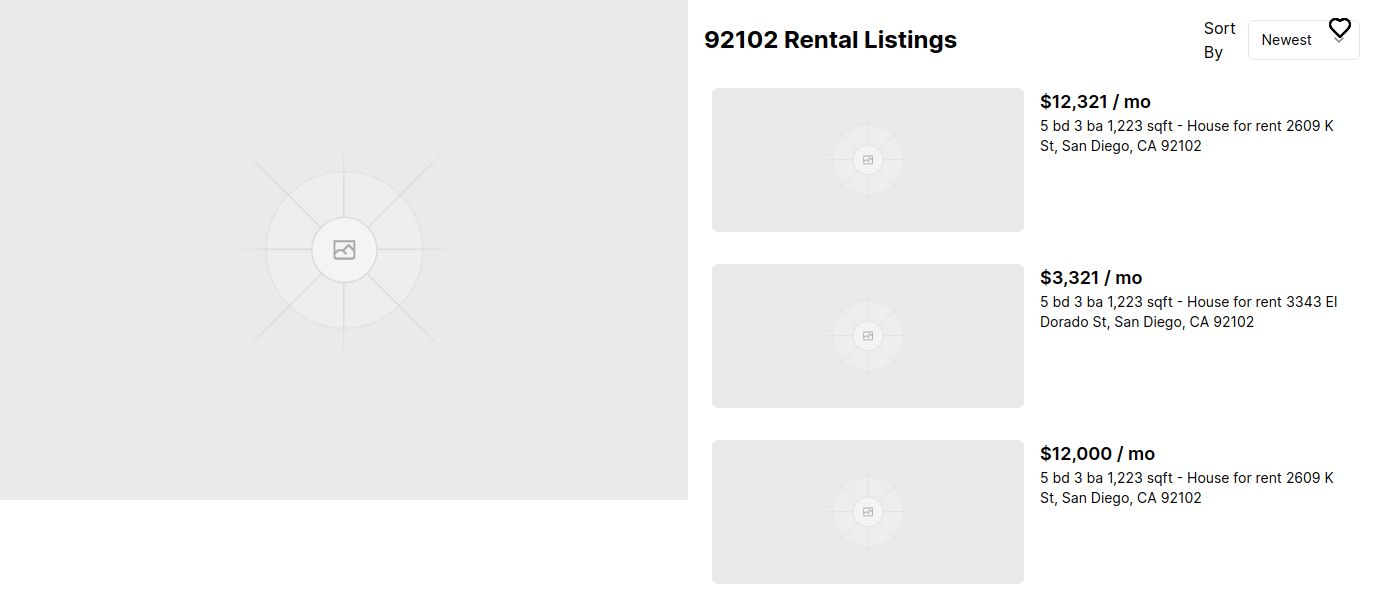 92102 Rental Listings
Sort
By
Newest
$12,321 / mo
5 bd 3 ba 1,223 sqft - House for rent 2609 K
St, San Diego, CA 92102
$3,321 / mo
5 bd 3 ba 1,223 sqft - House for rent 3343 El
Dorado St, San Diego, CA 92102
$12,000 / mo
5 bd 3 ba 1,223 sqft - House for rent 2609 K
St, San Diego, CA 92102